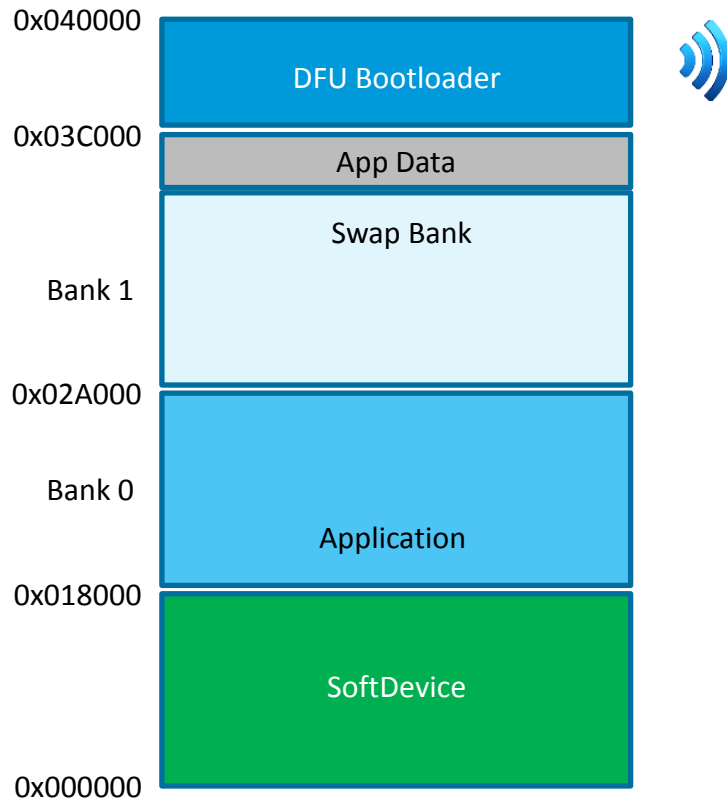 0x040000
DFU Bootloader
0x03C000
App Data
Swap Bank
Bank 1
0x02A000
Bank 0
Application
0x018000
SoftDevice
0x000000